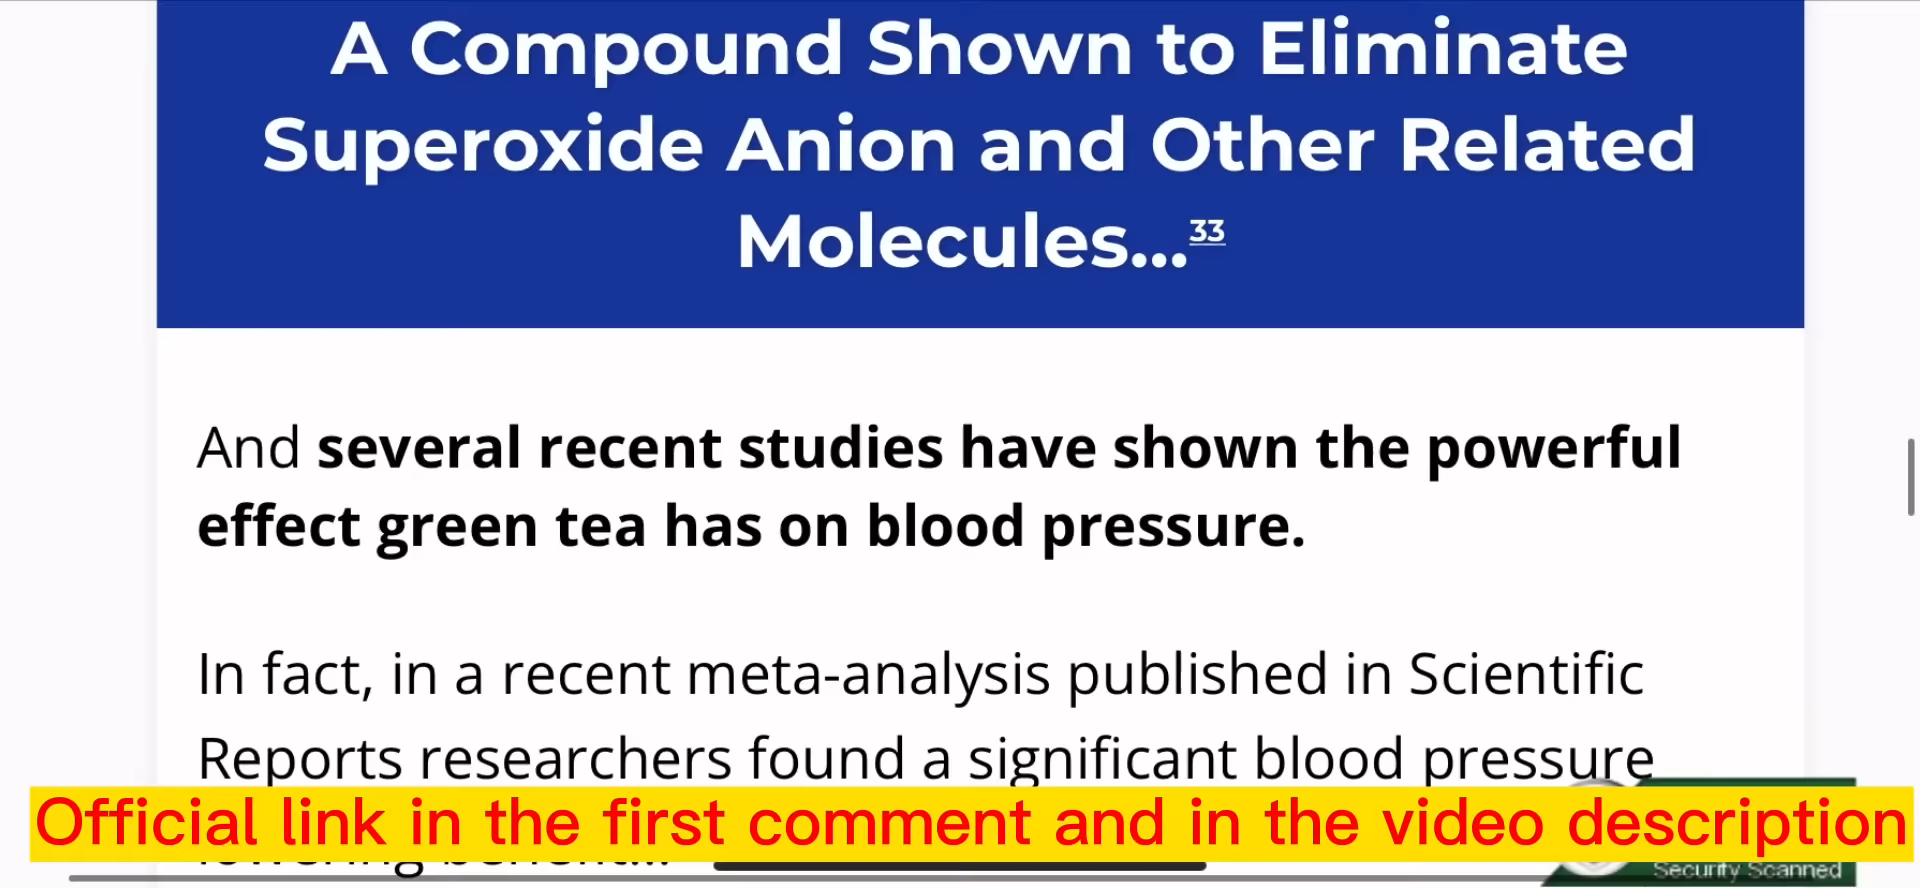 A Compound Shown to Eliminate
Superoxide Anion and Other Related
Molecules...33
And several recent studies have shown the powerful
effect green tea has on blood pressure.
In fact, in a recent meta-analysis published in Scientific
Reports researchers found a significant blood pressure
lowering benefit...
Official link in the first comment and in the video description
Security Scanned